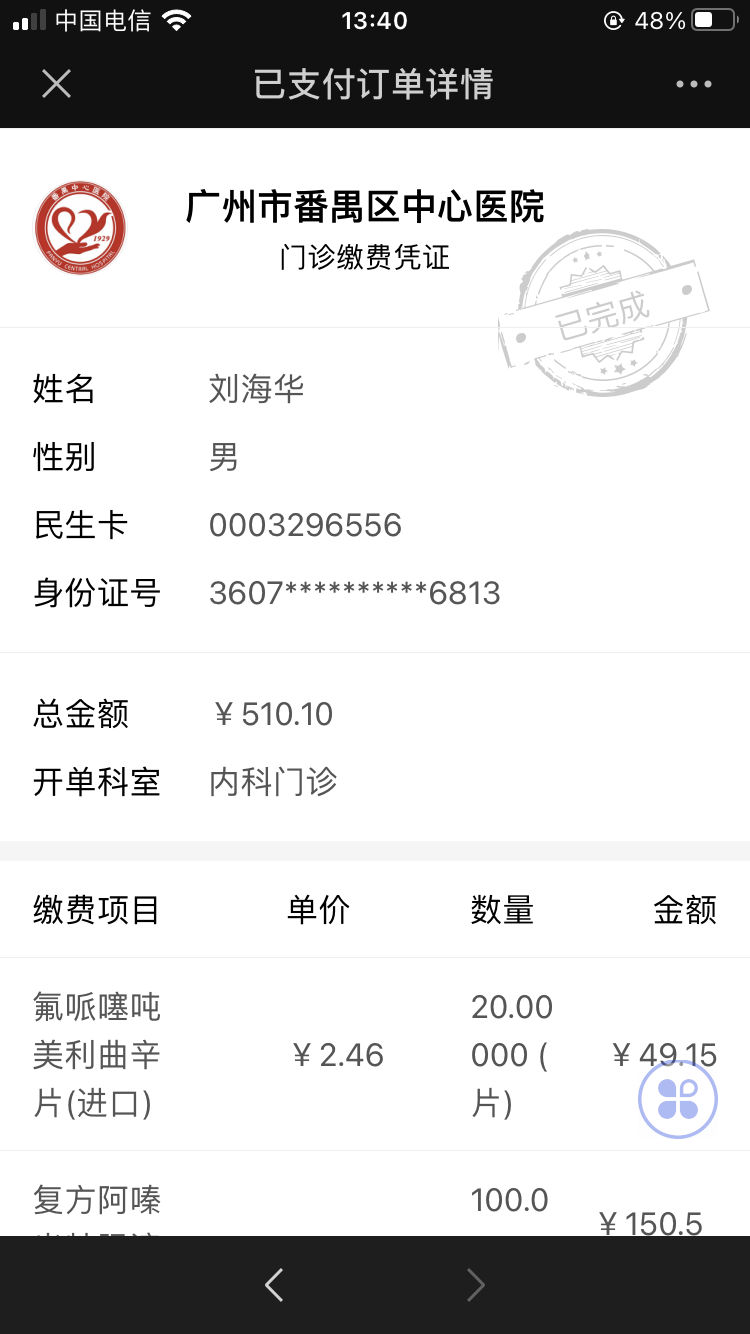 中国电信 13:40 48%
已支付订单详情
番禺中心医院
1929
PANYU CENTRAL HOSPITAL
广州市番禺区中心医院
门诊缴费凭证
已完成
姓名 刘海华
性别 男
民生卡 0003296556
身份证号 3607**********6813
总金额 ¥ 510.10
开单科室 内科门诊
缴费项目 单价 数量 金额
氟哌噻吨 20.00
美利曲辛 ¥ 2.46 000 ( ¥ 49.15
片(进口) 片)
复方阿嗪 100.0
¥ 150.5